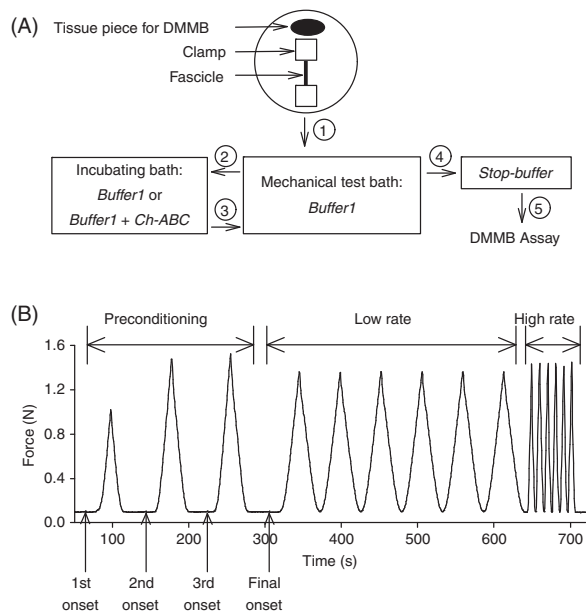 (A)
Tissue piece for DMMB
Clamp
Fascicle
1
2
4
Incubating bath:
Buffer1 or
Buffer1 + Ch-ABC
3
Mechanical test bath:
Buffer1
Stop-buffer
5
DMMB Assay
(B)
Preconditioning
Low rate
High rate
1.6
1.2
0.8
0.4
0.0
Force (N)
100
200
300
400
500
600
700
Time (s)
1st onset
2nd onset
3rd onset
Final onset